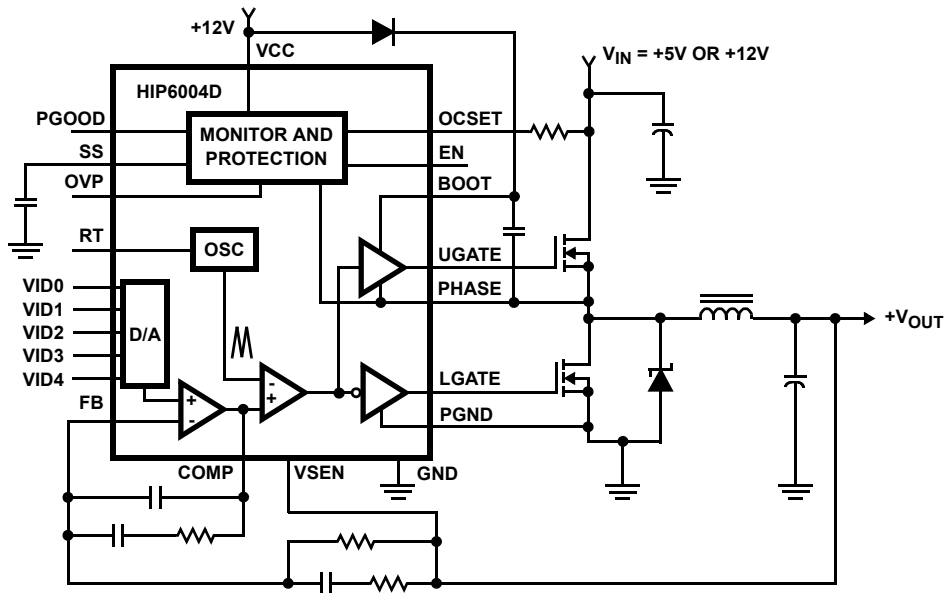 +12V
VCC
V_IN = +5V OR +12V
HIP6004D
PGOOD
OCSET
MONITOR AND
PROTECTION
SS
EN
OVP
BOOT
RT
OSC
UGATE
VID0
PHASE
VID1
VID2
D/A
+V_OUT
VID3
VID4
-
+
LGATE
FB
+
-
PGND
COMP
VSEN
GND